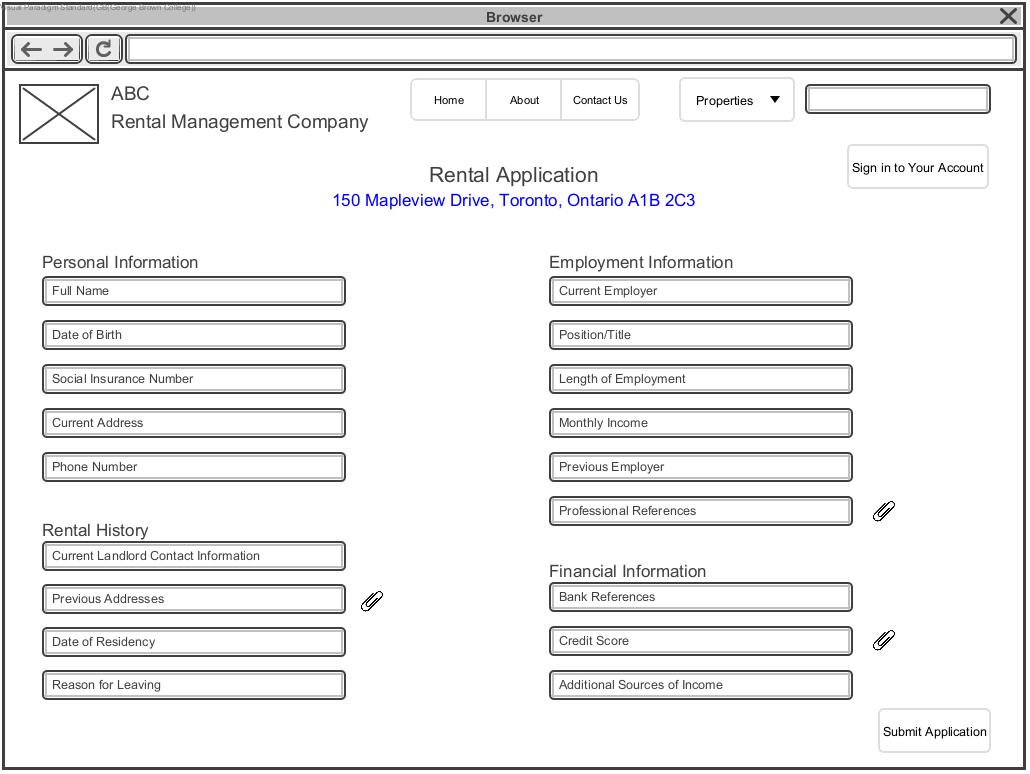 Visual Paradigm Standard(GB(George Brown College))
Browser
ABC
Rental Management Company
Home
About
Contact Us
Properties
Sign in to Your Account
Rental Application
150 Mapleview Drive, Toronto, Ontario A1B 2C3
Personal Information
Full Name
Date of Birth
Social Insurance Number
Current Address
Phone Number
Rental History
Current Landlord Contact Information
Previous Addresses
Date of Residency
Reason for Leaving
Employment Information
Current Employer
Position/Title
Length of Employment
Monthly Income
Previous Employer
Professional References
Financial Information
Bank References
Credit Score
Additional Sources of Income
Submit Application